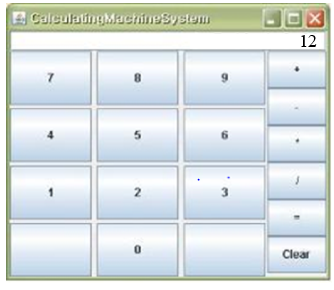 CalculatingMachineSystem
12
7 8 9 +
-
4 5 6 *
1 2 3 /
=
0 Clear